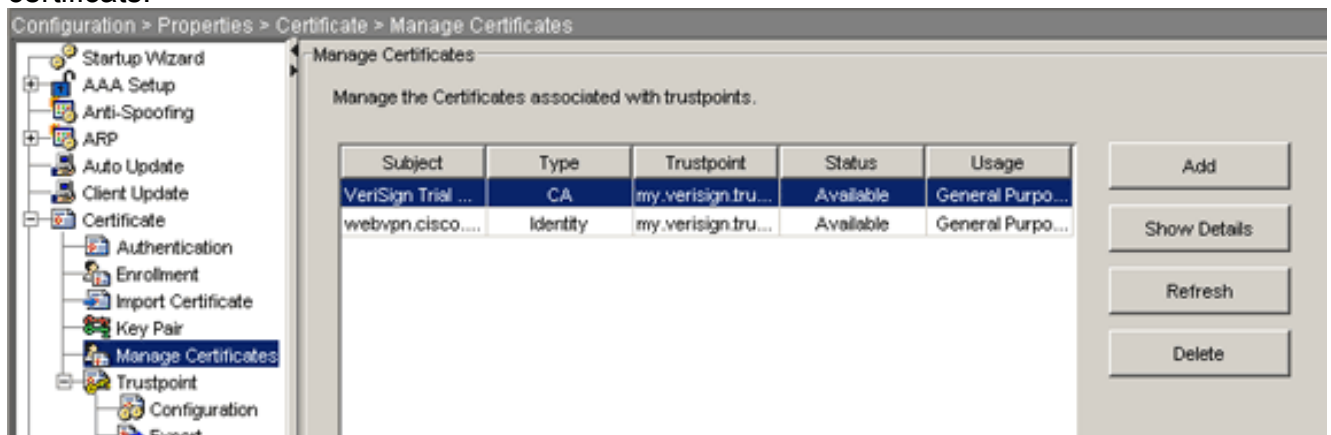 certificate.
Configuration > Properties > Certificate > Manage Certificates
Startup Wizard
AAA Setup
Anti-Spoofing
ARP
Auto Update
Client Update
Certificate
Authentication
Enrollment
Import Certificate
Key Pair
Manage Certificates
Trustpoint
Configuration
Export
Manage Certificates
Manage the Certificates associated with trustpoints.
Subject Type Trustpoint Status Usage
VeriSign Trial ... CA my.verisign.tru... Available General Purpo...
webvpn.cisco.... Identity my.verisign.tru... Available General Purpo...
Add
Show Details
Refresh
Delete